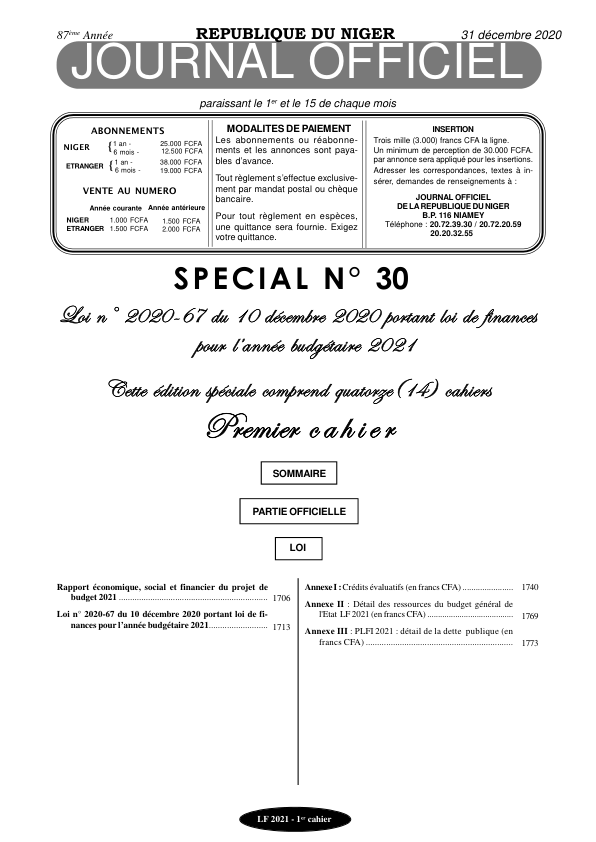 87ème Année
REPUBLIQUE DU NIGER
31 décembre 2020
JOURNAL OFFICIEL
paraissant le 1er et le 15 de chaque mois
ABONNEMENTS
NIGER { 1 an - 25.000 FCFA
6 mois - 12.500 FCFA
ETRANGER { 1 an - 38.000 FCFA
6 mois - 19.000 FCFA
VENTE AU NUMERO
Année courante Année antérieure
NIGER 1.000 FCFA 1.500 FCFA
ETRANGER 1.500 FCFA 2.000 FCFA
MODALITES DE PAIEMENT
Les abonnements ou réabonne-
ments et les annonces sont paya-
bles d'avance.
Tout règlement s'effectue exclusive-
ment par mandat postal ou chèque
bancaire.
Pour tout règlement en espèces,
une quittance sera fournie. Exigez
votre quittance.
INSERTION
Trois mille (3.000) francs CFA la ligne.
Un minimum de perception de 30.000 FCFA.
par annonce sera appliqué pour les insertions.
Adresser les correspondances, textes à in-
sérer, demandes de renseignements à :
JOURNAL OFFICIEL
DE LA REPUBLIQUE DU NIGER
B.P. 116 NIAMEY
Téléphone : 20.72.39.30 / 20.72.20.59
20.20.32.55
SPECIAL N° 30
Loi n° 2020-67 du 10 décembre 2020 portant loi de finances
pour l'année budgétaire 2021
Cette édition spéciale comprend quatorze (14) cahiers
Premier cahier
SOMMAIRE
PARTIE OFFICIELLE
LOI
Rapport économique, social et financier du projet de
budget 2021 ............................................................ 1706
Loi n° 2020-67 du 10 décembre 2020 portant loi de fi-
nances pour l'année budgétaire 2021......................... 1713
Annexe I : Crédits évaluatifs (en francs CFA) ...................... 1740
Annexe II : Détail des ressources du budget général de
l'Etat LF 2021 (en francs CFA) ..................................... 1769
Annexe III : PLFI 2021 : détail de la dette publique (en
francs CFA) ............................................................... 1773
LF 2021 - 1er cahier